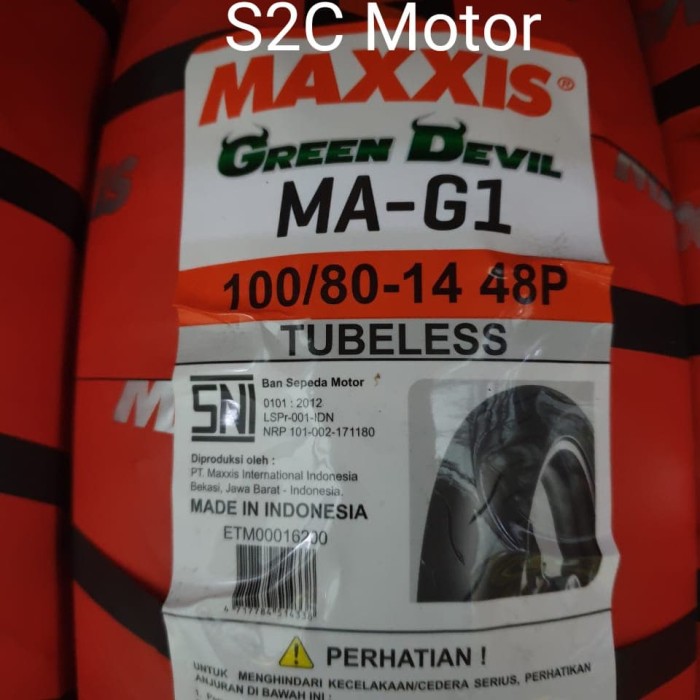 S2C Motor
MAXXIS®
GREEN DEVIL
MA-G1
100/80-14 48P
TUBELESS
SNI
Ban Sepeda Motor
0101 : 2012
LSPr-001-IDN
NRP 101-002-171180
Diproduksi oleh :
PT. Maxxis International Indonesia
Bekasi, Jawa Barat - Indonesia.
MADE IN INDONESIA
ETM00016200
PERHATIAN !
UNTUK MENGHINDARI KECELAKAAN/CEDERA SERIUS, PERHATIKAN
ANJURAN DI BAWAH INI :